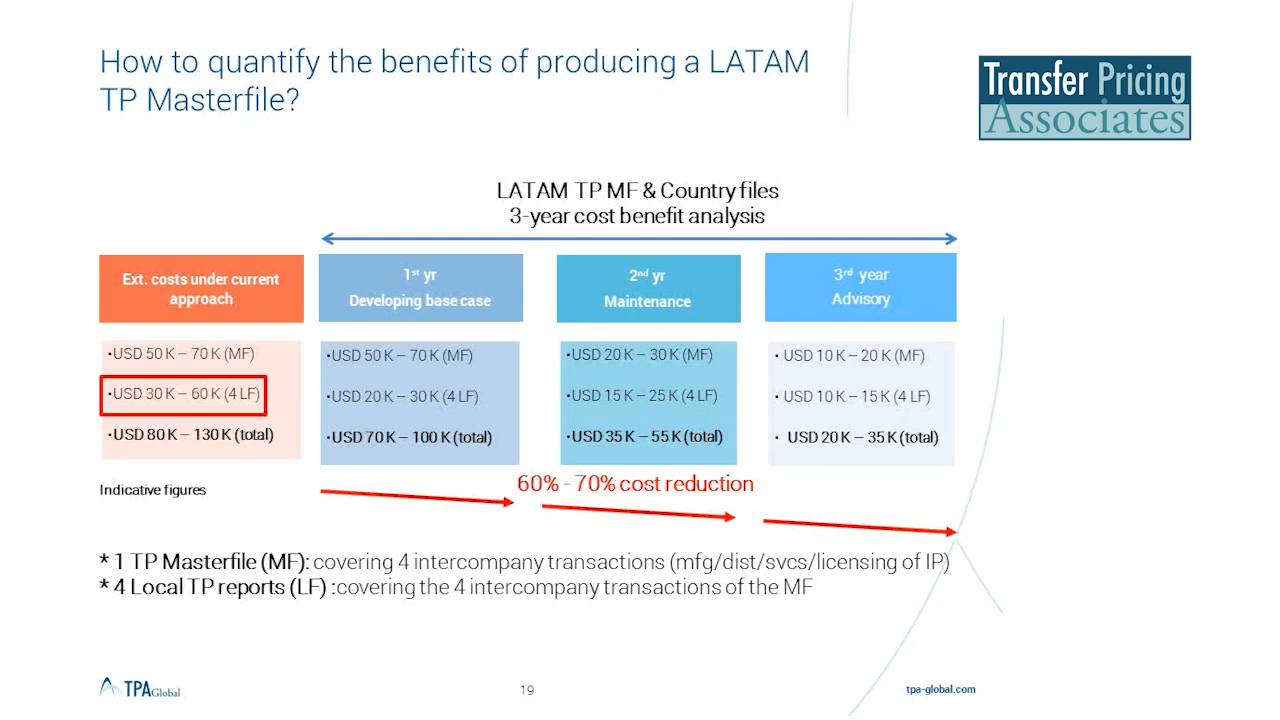 How to quantify the benefits of producing a LATAM
TP Masterfile?
Transfer Pricing
Associates
LATAM TP MF & Country files
3-year cost benefit analysis
Ext. costs under current
approach
1st yr
Developing base case
2nd yr
Maintenance
3rd year
Advisory
•USD 50 K – 70 K (MF)
•USD 30 K – 60 K (4 LF)
•USD 80 K – 130 K (total)
•USD 50 K – 70 K (MF)
•USD 20 K – 30 K (4 LF)
•USD 70 K – 100 K (total)
•USD 20 K – 30 K (MF)
•USD 15 K – 25 K (4 LF)
•USD 35 K – 55 K (total)
• USD 10 K – 20 K (MF)
• USD 10 K – 15 K (4 LF)
• USD 20 K – 35 K (total)
Indicative figures
60% - 70% cost reduction
* 1 TP Masterfile (MF): covering 4 intercompany transactions (mfg/dist/svcs/licensing of IP)
* 4 Local TP reports (LF) :covering the 4 intercompany transactions of the MF
TPA Global
19
tpa-global.com